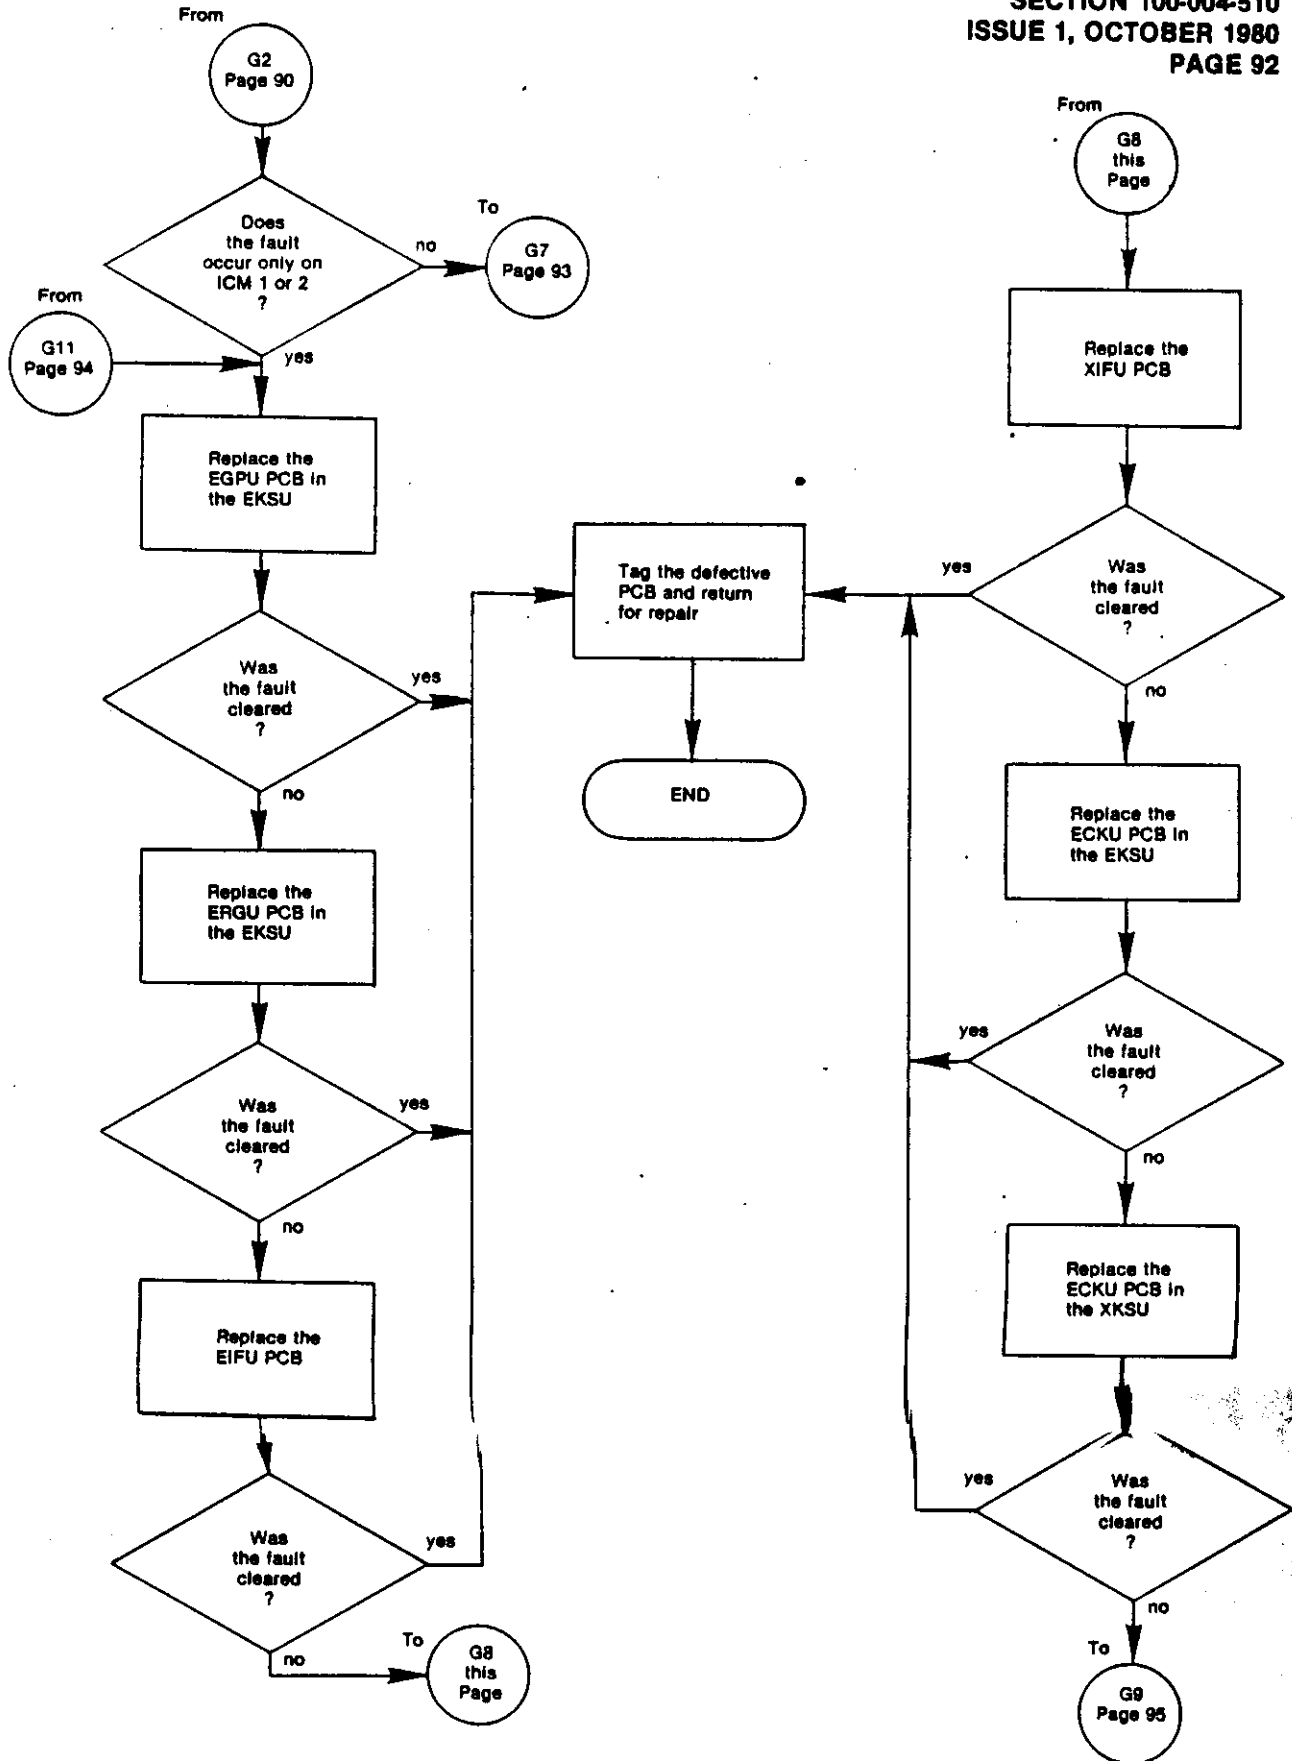 SECTION 100-004-510
ISSUE 1, OCTOBER 1980
PAGE 92
From
G2
Page 90
Does
the fault
occur only on
ICM 1 or 2
?
no
To
G7
Page 93
From
G11
Page 94
yes
Replace the
EGPU PCB in
the EKSU
Was
the fault
cleared
?
yes
no
Replace the
ERGU PCB in
the EKSU
Was
the fault
cleared
?
yes
no
Replace the
EIFU PCB
Was
the fault
cleared
?
yes
no
To
G8
this
Page
Tag the defective
PCB and return
for repair
END
From
G8
this
Page
Replace the
XIFU PCB
yes
Was
the fault
cleared
?
no
Replace the
ECKU PCB in
the EKSU
yes
Was
the fault
cleared
?
no
Replace the
ECKU PCB in
the XKSU
yes
Was
the fault
cleared
?
no
To
G9
Page 95